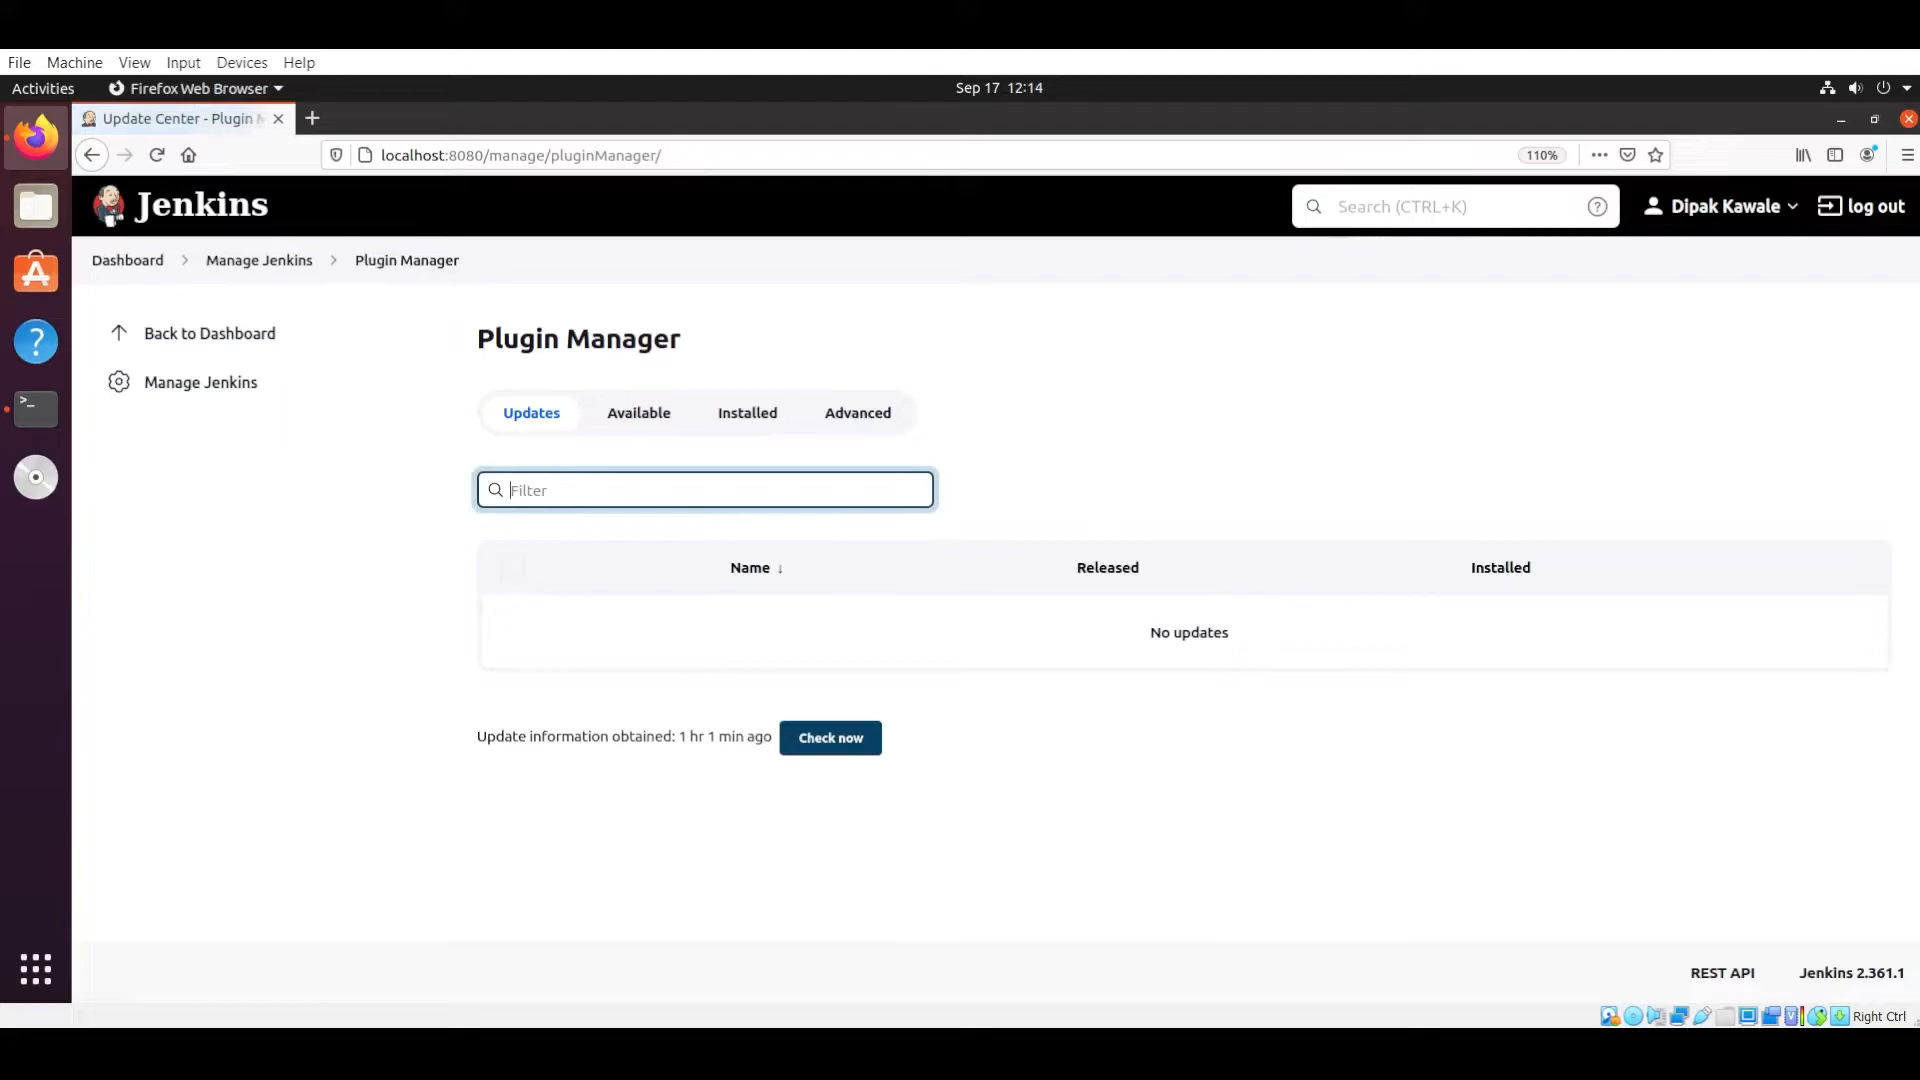 File Machine View Input Devices Help
Activities Firefox Web Browser Sep 17 12:14
Update Center - Plugin
localhost:8080/manage/pluginManager/ 110%
Jenkins Search (CTRL+K) Dipak Kawale log out
Dashboard Manage Jenkins Plugin Manager
Back to Dashboard
Manage Jenkins
Plugin Manager
Updates Available Installed Advanced
Filter
Name ↓ Released Installed
No updates
Update information obtained: 1 hr 1 min ago Check now
REST API Jenkins 2.361.1
Right Ctrl